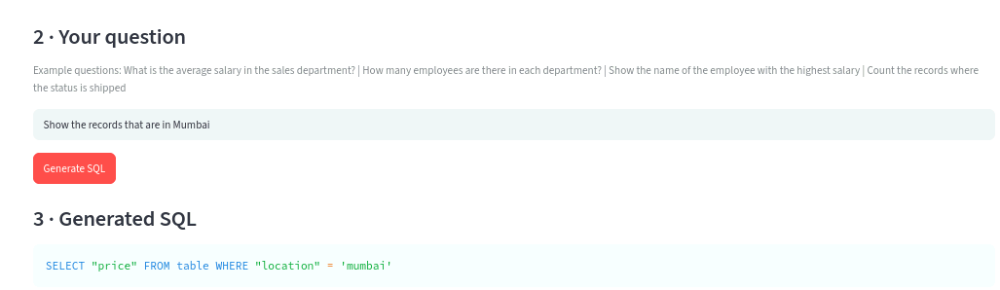 2 · Your question
Example questions: What is the average salary in the sales department? | How many employees are there in each department? | Show the name of the employee with the highest salary | Count the records where
the status is shipped
Show the records that are in Mumbai
Generate SQL
3 · Generated SQL
SELECT "price" FROM table WHERE "location" = 'mumbai'